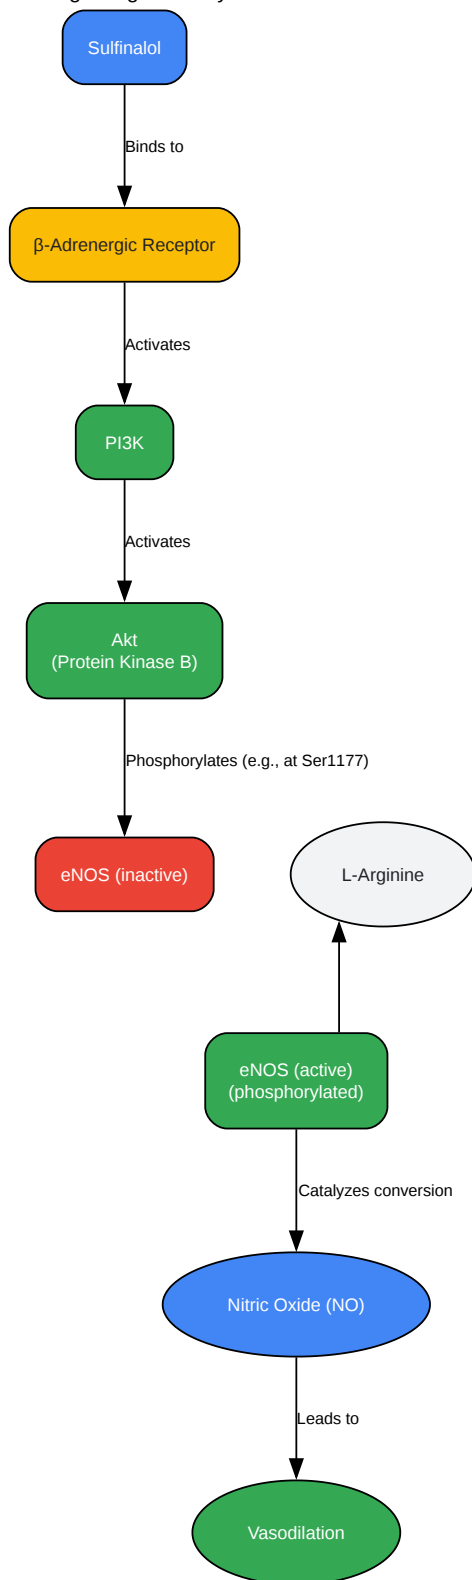 Sulfinalol
Binds to
β-Adrenergic Receptor
Activates
PI3K
Activates
Akt
(Protein Kinase B)
Phosphorylates (e.g., at Ser1177)
eNOS (inactive)
L-Arginine
eNOS (active)
(phosphorylated)
Catalyzes conversion
Nitric Oxide (NO)
Leads to
Vasodilation